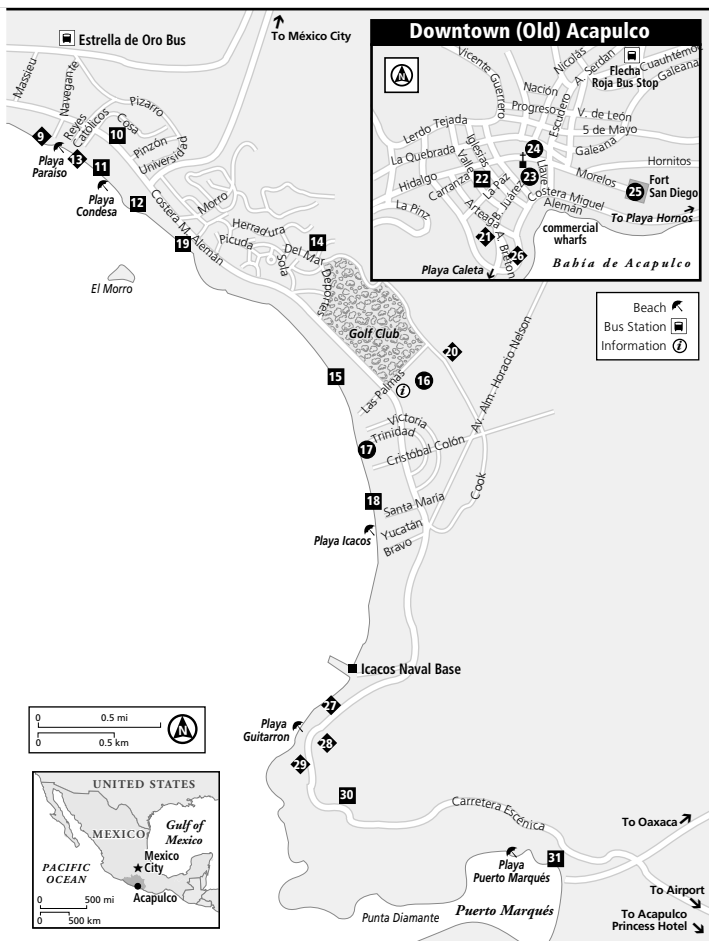 To México City
Estrella de Oro Bus
Massieu
Navegante
Reyes
Católicos
Pizarro
Cosa
Pinzón
Universidad
9
10
13
11
12
Playa
Paraíso
Playa
Condesa
Costera M. Alemán
Morro
Herradura
Picuda
Sola
Del Mar
Deportes
14
19
El Morro
Golf Club
15
16
20
Las Palmas
i
Av. Alm. Horacio Nelson
Victoria
Trinidad
17
Cristóbal Colón
Cook
18
Santa María
Yucatán
Bravo
Playa Icacos
Icacos Naval Base
27
Playa
Guitarron
28
29
30
Carretera Escénica
To Oaxaca
31
Playa
Puerto Marqués
Punta Diamante
Puerto Marqués
To Airport
To Acapulco
Princess Hotel
Downtown (Old) Acapulco
N
Vicente Guerrero
Nicolás
A. Serdan
Flecha
Roja Bus Stop
Cuauhtémoc
Galeana
Nación
Progreso
Escudero
V. de León
5 de Mayo
Lerdo Tejada
Galeana
La Quebrada
Iglesias
Valle
24
Hornitos
Hidalgo
Carranza
22
La Paz
23
Llave
Morelos
25
Fort
San Diego
La Pinz
Arteaga
B. Juárez
Costera Miguel
Alemán
To Playa Hornos
21
A. Breton
26
commercial
wharfs
Playa Caleta
Bahía de Acapulco
Beach
Bus Station
Information i
0 0.5 mi
0 0.5 km
N
UNITED STATES
MEXICO
Gulf of
Mexico
Mexico
City
PACIFIC
OCEAN
Acapulco
0 500 mi
0 500 km